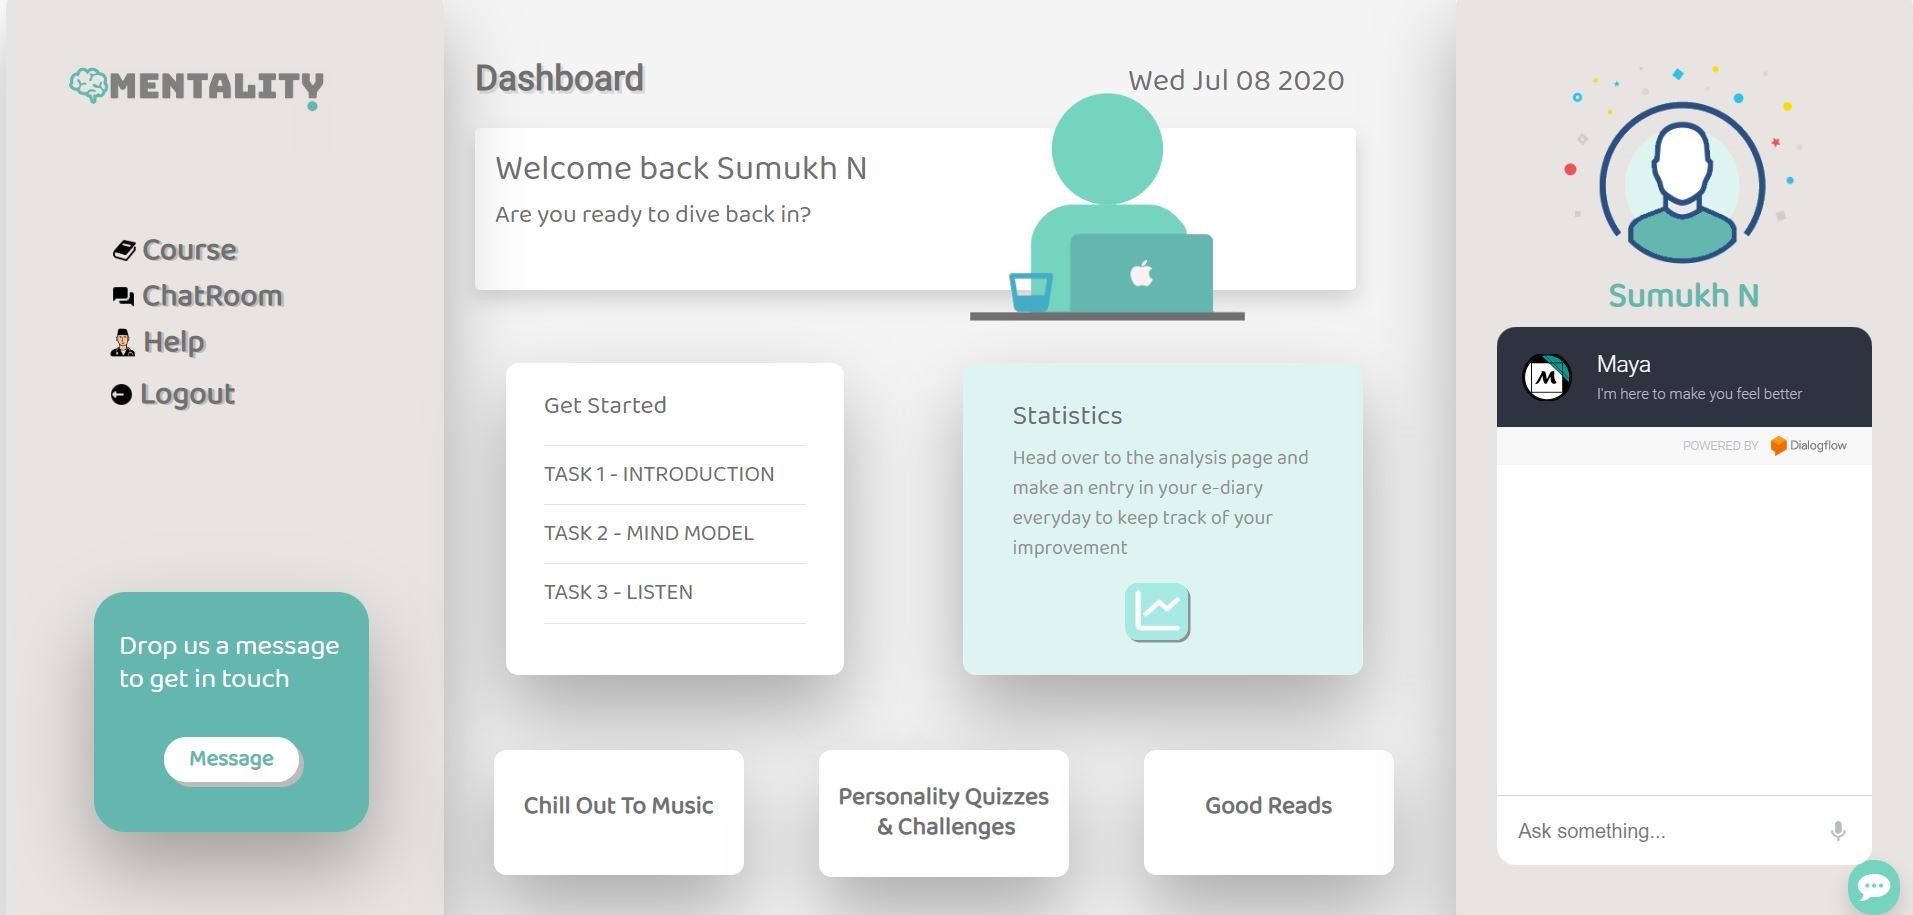 MENTALITY
Course
ChatRoom
Help
Logout
Drop us a message
to get in touch
Message
Dashboard
Wed Jul 08 2020
Welcome back Sumukh N
Are you ready to dive back in?
Get Started
TASK 1 - INTRODUCTION
TASK 2 - MIND MODEL
TASK 3 - LISTEN
Statistics
Head over to the analysis page and
make an entry in your e-diary
everyday to keep track of your
improvement
Chill Out To Music
Personality Quizzes
& Challenges
Good Reads
Sumukh N
M
Maya
I'm here to make you feel better
POWERED BY Dialogflow
Ask something...